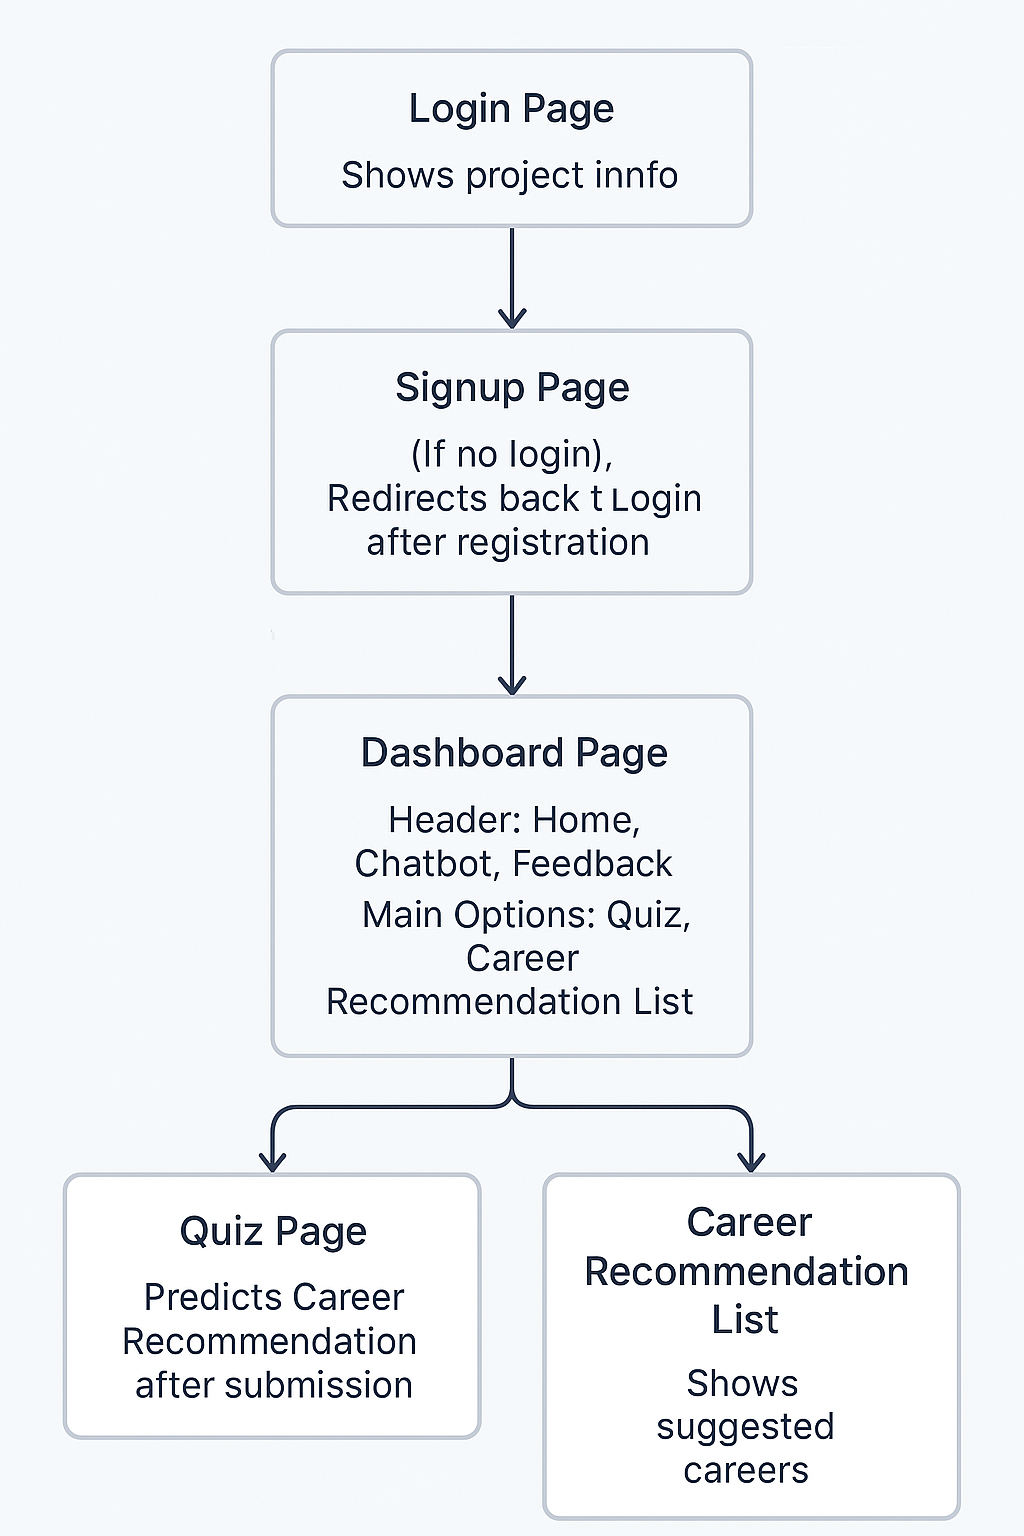 Login Page
Shows project innfo
Signup Page
(If no login),
Redirects back t Login
after registration
Dashboard Page
Header: Home,
Chatbot, Feedback
Main Options: Quiz,
Career
Recommendation List
Quiz Page
Predicts Career
Recommendation
after submission
Career
Recommendation
List
Shows
suggested
careers